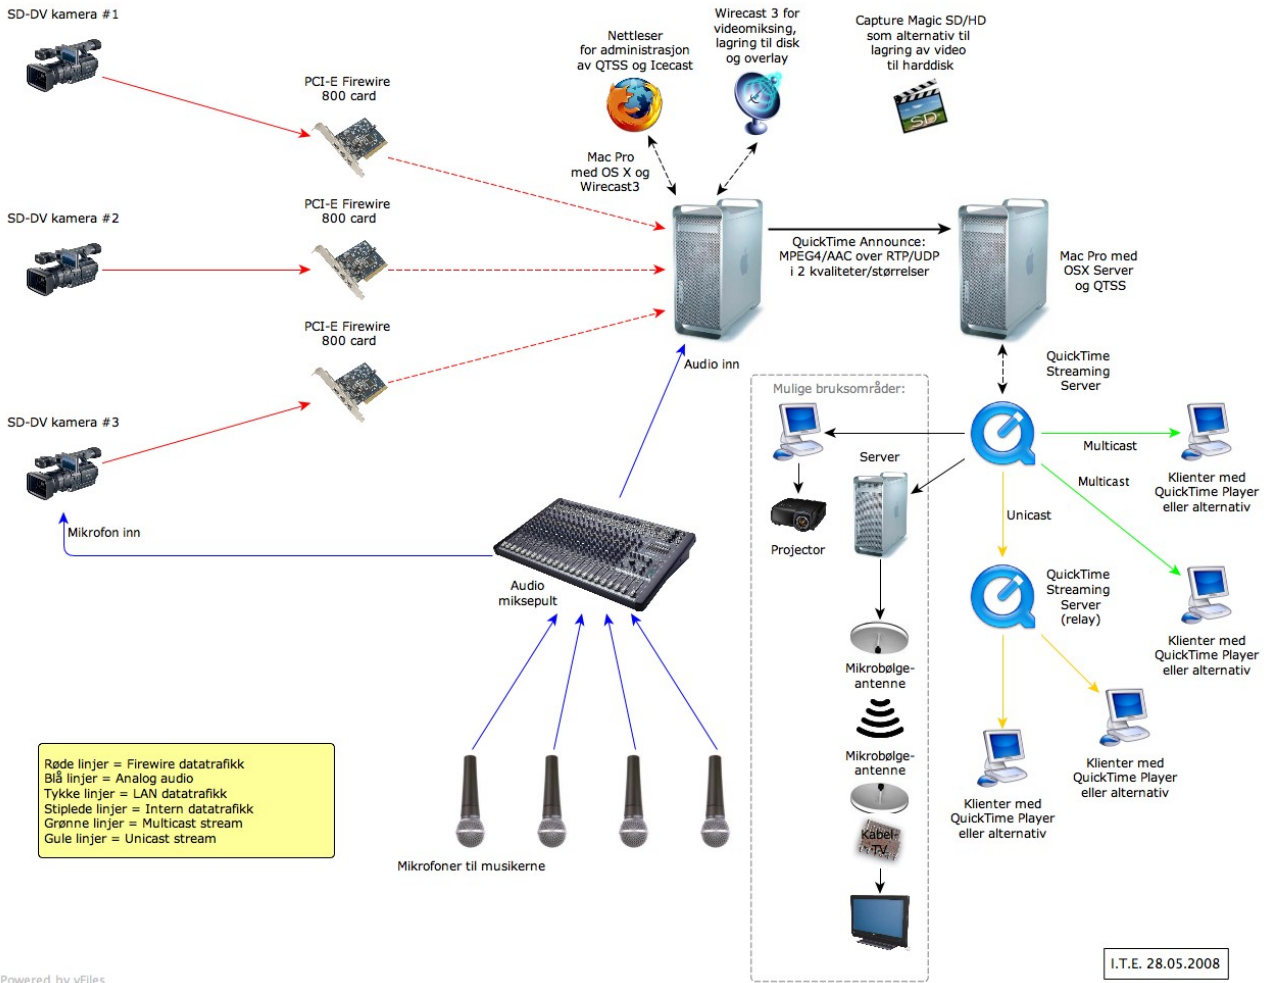 SD-DV kamera #1
PCI-E Firewire
800 card
Nettleser
for administrasjon
av QTSS og Icecast
Wirecast 3 for
videomiksing,
lagring til disk
og overlay
Capture Magic SD/HD
som alternativ til
lagring av video
til harddisk
SD
Mac Pro
med OS X og
Wirecast3
SD-DV kamera #2
PCI-E Firewire
800 card
QuickTime Announce:
MPEG4/AAC over RTP/UDP
i 2 kvaliteter/størrelser
Mac Pro med
OSX Server
og QTSS
PCI-E Firewire
800 card
Audio inn
QuickTime
Streaming
Server
Mulige bruksområder:
SD-DV kamera #3
Server
Multicast
Multicast
Klienter med
QuickTime Player
eller alternativ
Unicast
Mikrofon inn
Projector
Audio
miksepult
QuickTime
Streaming
Server
(relay)
Klienter med
QuickTime Player
eller alternativ
Mikrobølge-
antenne
Mikrobølge-
antenne
Klienter med
QuickTime Player
eller alternativ
Klienter med
QuickTime Player
eller alternativ
Kabel-
TV
Røde linjer = Firewire datatrafikk
Blå linjer = Analog audio
Tykke linjer = LAN datatrafikk
Stiplede linjer = Intern datatrafikk
Grønne linjer = Multicast stream
Gule linjer = Unicast stream
Mikrofoner til musikerne
I.T.E. 28.05.2008
Powered by yFiles